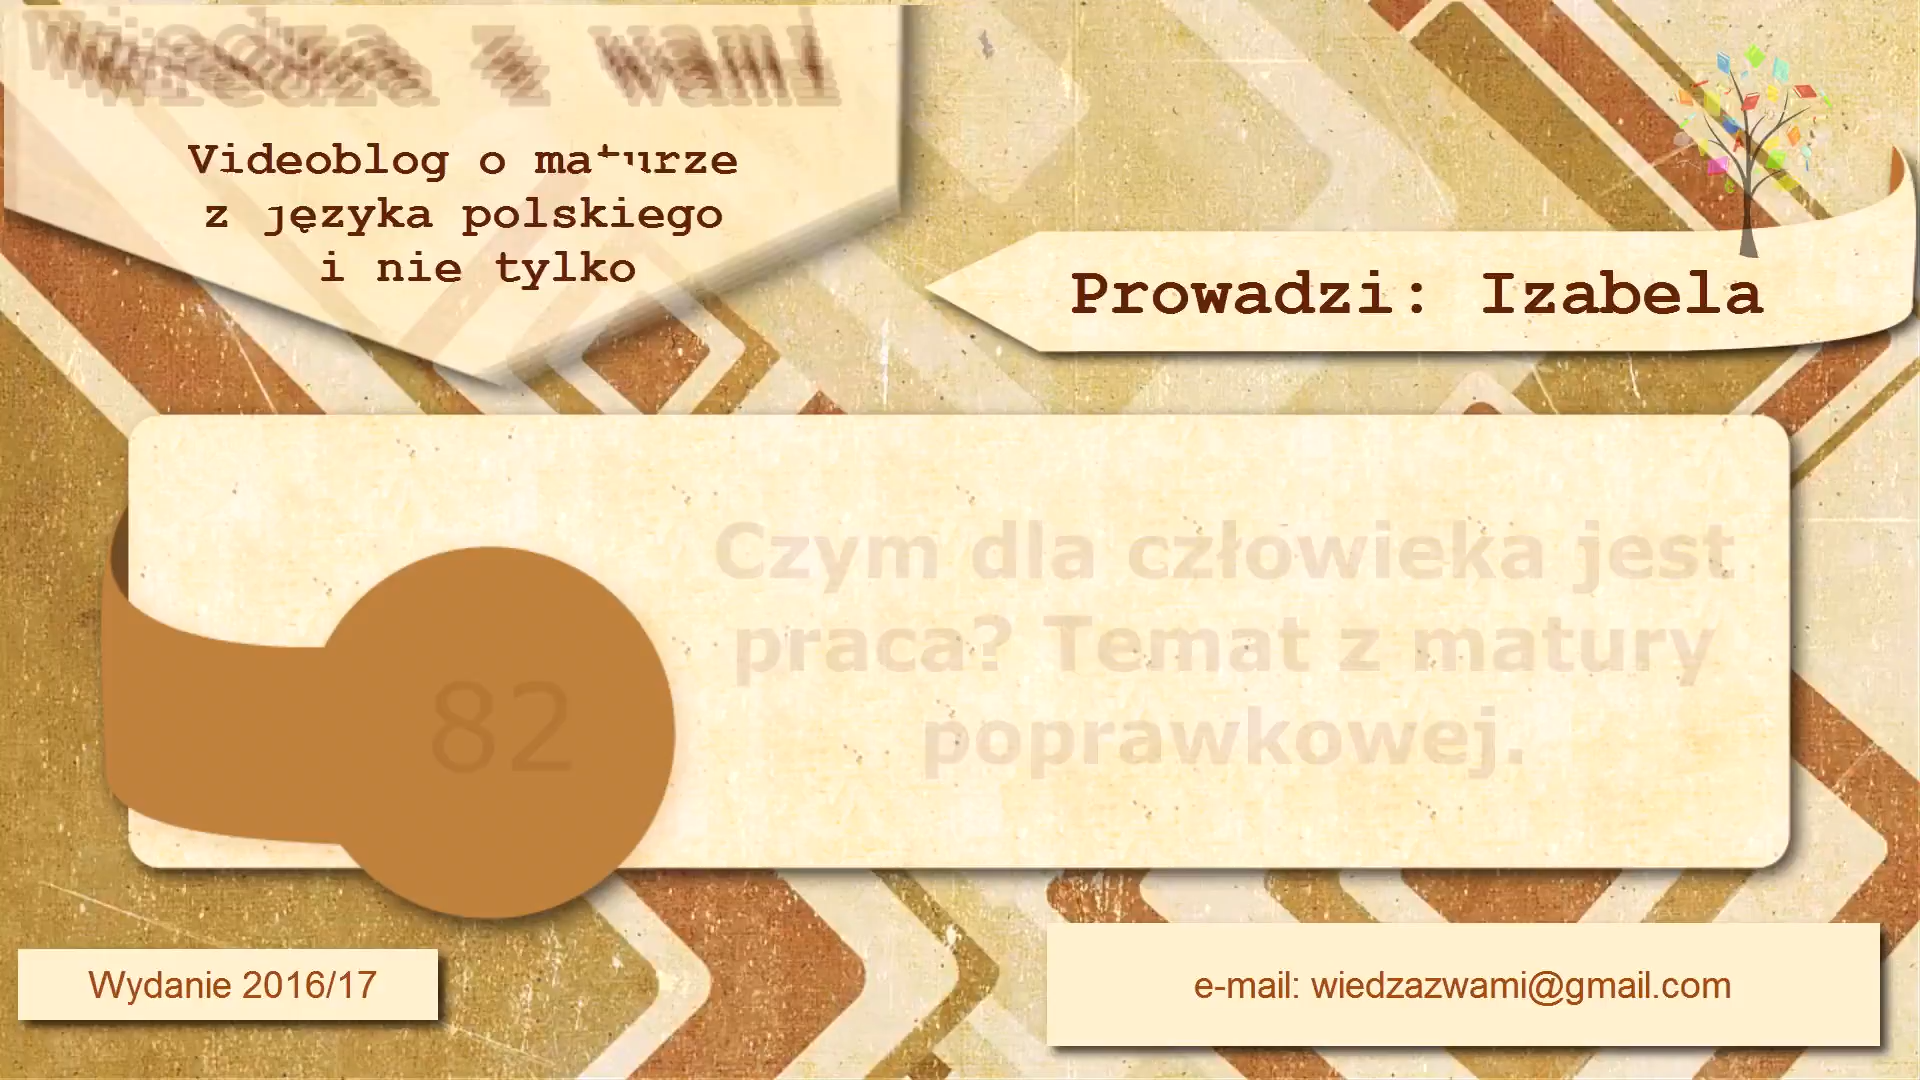 Wiedza z wami
Videoblog o maturze
z języka polskiego
i nie tylko
Prowadzi: Izabela
Czym dla człowieka jest
praca? Temat z matury
poprawkowej.
82
Wydanie 2016/17
e-mail: wiedzazwami@gmail.com